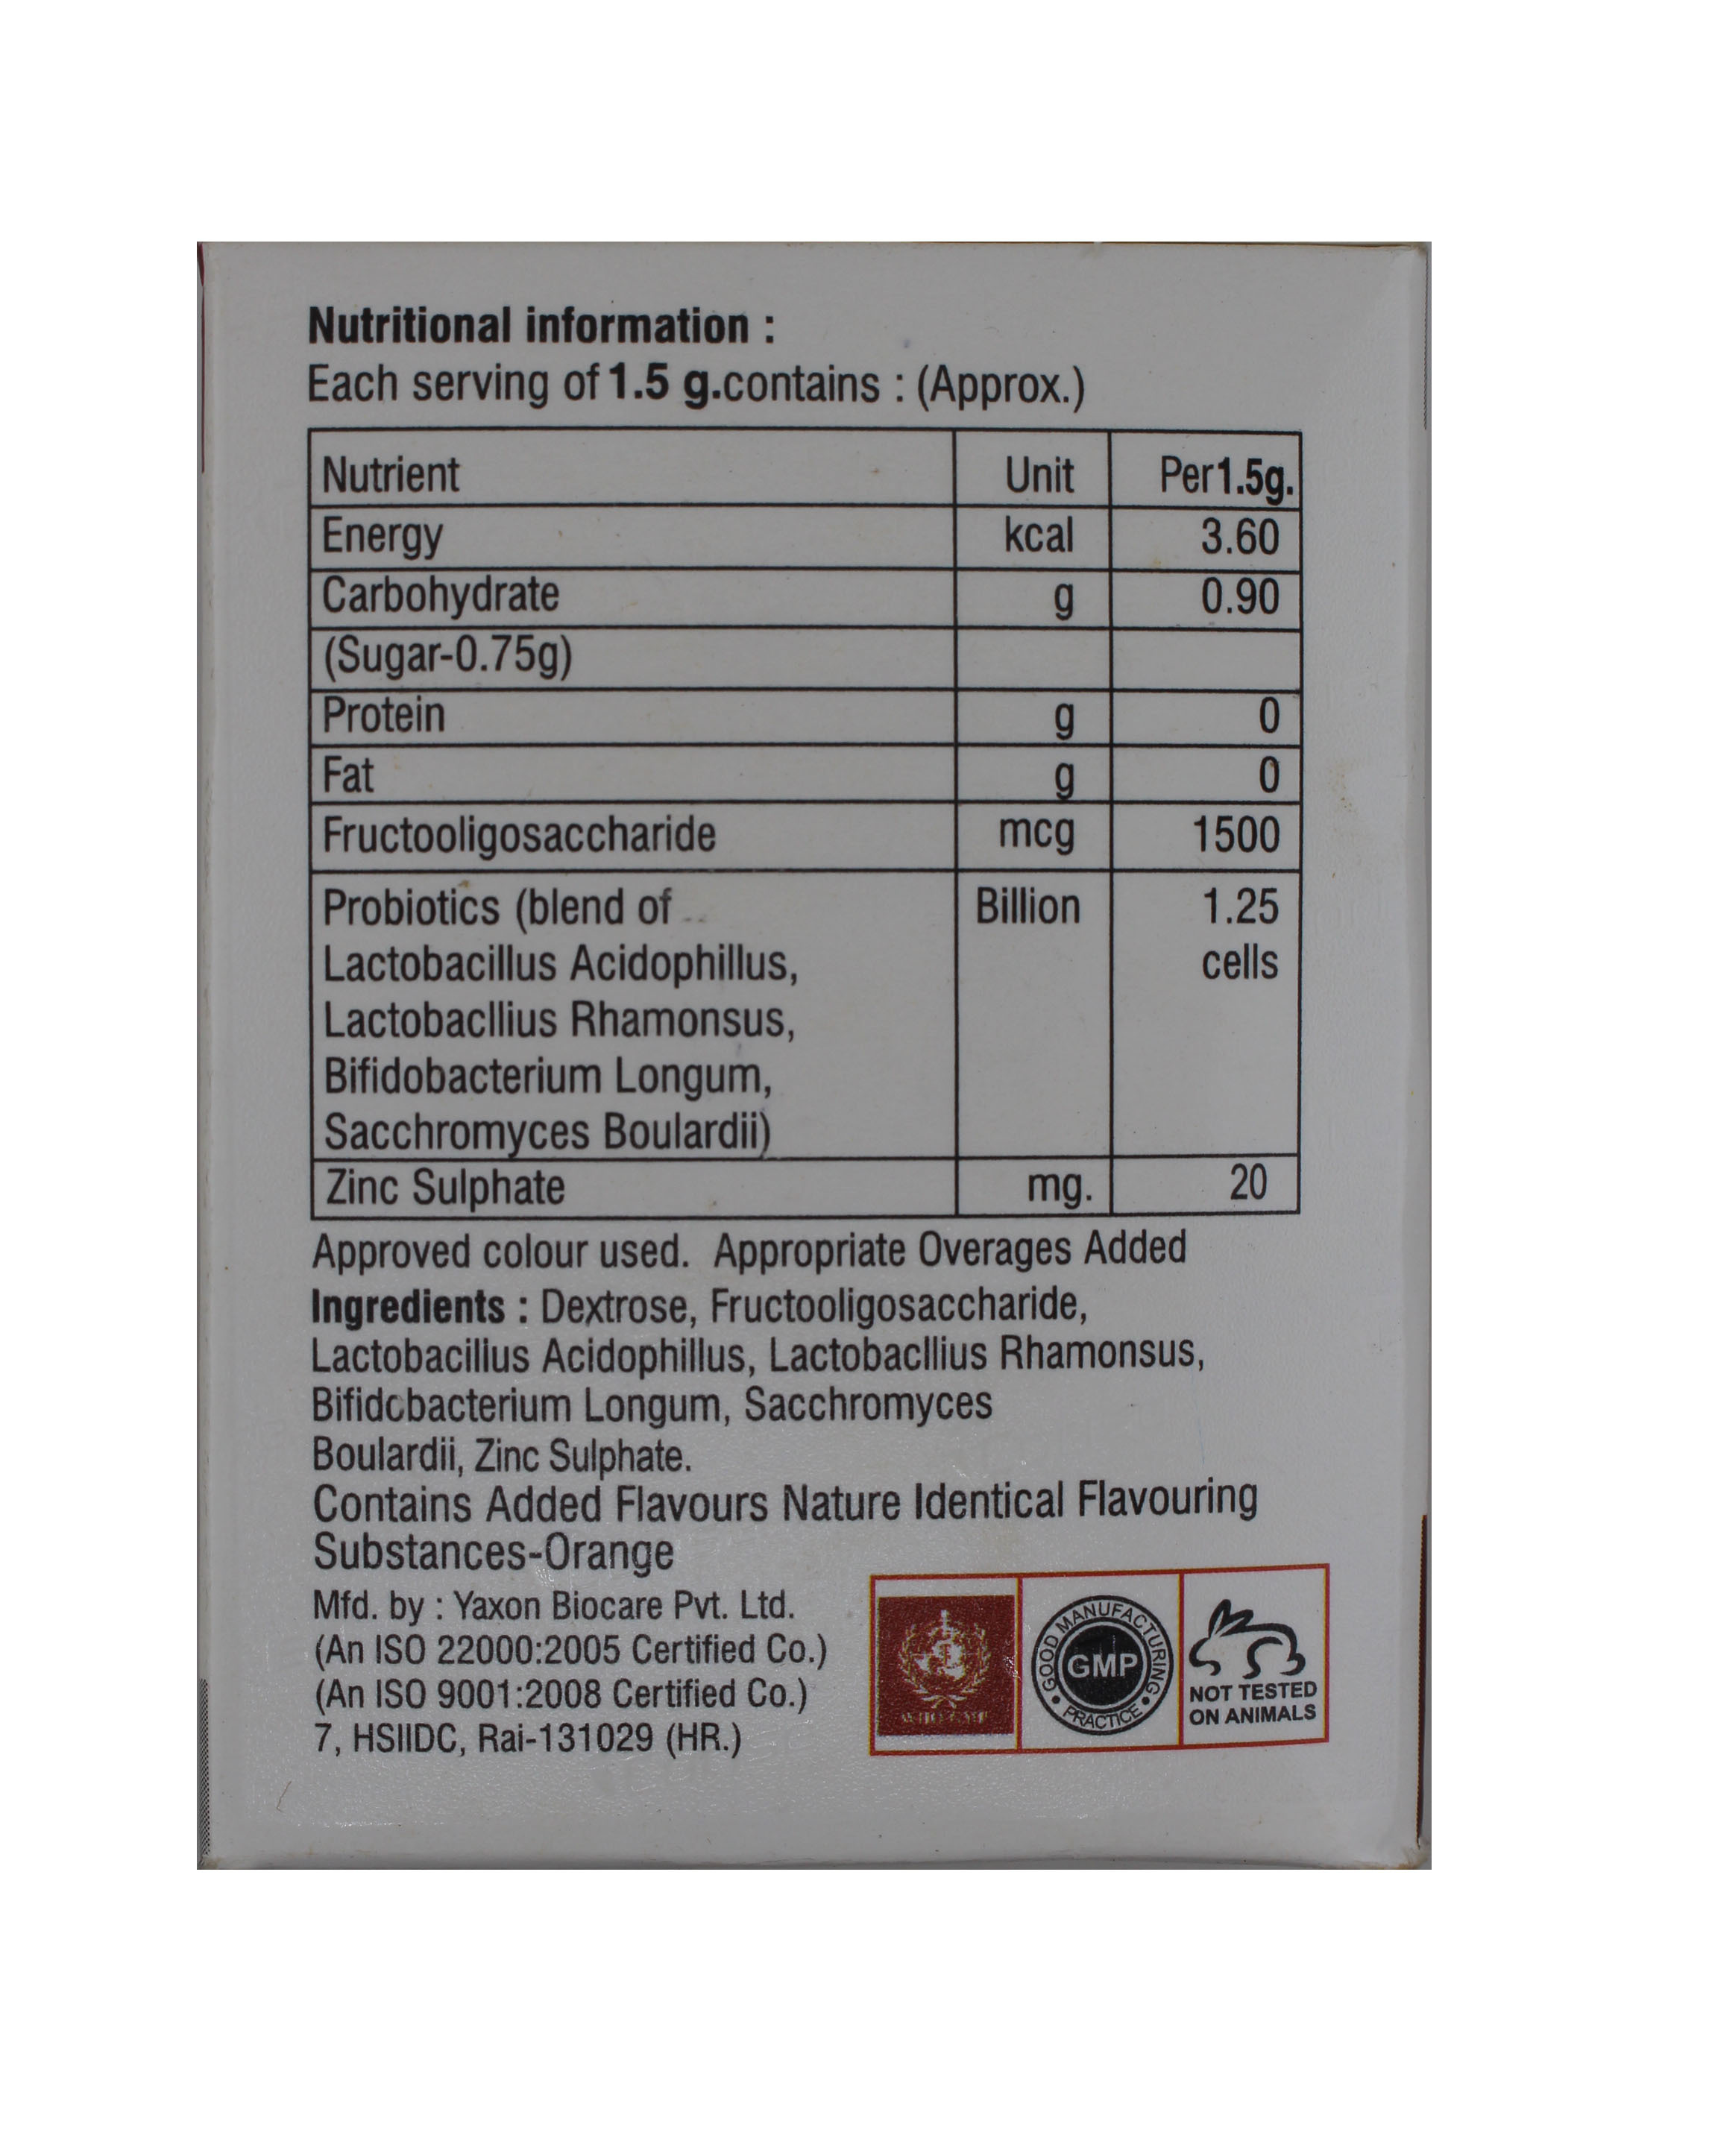 Nutritional information :
Each serving of 1.5 g.contains : (Approx.)
Nutrient Unit Per1.5g.
Energy kcal 3.60
Carbohydrate g 0.90
(Sugar-0.75g)
Protein g 0
Fat g 0
Fructooligosaccharide mcg 1500
Probiotics (blend of Billion 1.25
Lactobacillus Acidophillus, cells
Lactobacllius Rhamonsus,
Bifidobacterium Longum,
Sacchromyces Boulardii)
Zinc Sulphate mg. 20
Approved colour used. Appropriate Overages Added
Ingredients : Dextrose, Fructooligosaccharide,
Lactobacillus Acidophillus, Lactobacllius Rhamonsus,
Bifidobacterium Longum, Sacchromyces
Boulardii, Zinc Sulphate.
Contains Added Flavours Nature Identical Flavouring
Substances-Orange
Mfd. by : Yaxon Biocare Pvt. Ltd.
(An ISO 22000:2005 Certified Co.)
(An ISO 9001:2008 Certified Co.)
7, HSIIDC, Rai-131029 (HR.)
WHO-GMP
GOOD MANUFACTURING
GMP
PRACTICE
NOT TESTED
ON ANIMALS